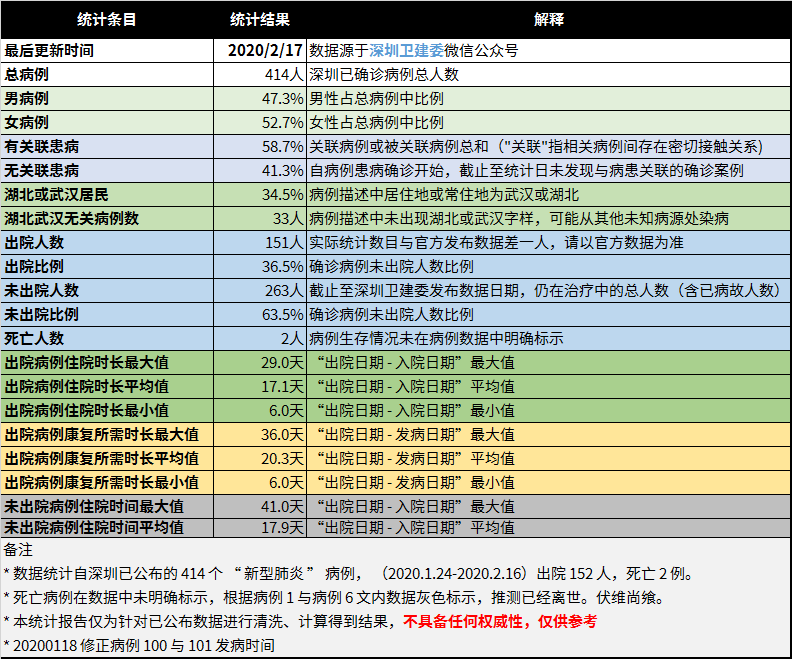 统计条目 统计结果 解释
最后更新时间 2020/2/17 数据源于深圳卫建委微信公众号
总病例 414人 深圳已确诊病例总人数
男病例 47.3% 男性占总病例中比例
女病例 52.7% 女性占总病例中比例
有关联患病 58.7% 关联病例或被关联病例总和（"关联"指相关病例间存在密切接触关系)
无关联患病 41.3% 自病例患病确诊开始，截止至统计日未发现与病患关联的确诊案例
湖北或武汉居民 34.5% 病例描述中居住地或常住地为武汉或湖北
湖北武汉无关病例数 33人 病例描述中未出现湖北或武汉字样，可能从其他未知病源处染病
出院人数 151人 实际统计数目与官方发布数据差一人，请以官方数据为准
出院比例 36.5% 确诊病例未出院人数比例
未出院人数 263人 截止至深圳卫建委发布数据日期，仍在治疗中的总人数（含已病故人数）
未出院比例 63.5% 确诊病例未出院人数比例
死亡人数 2人 病例生存情况未在病例数据中明确标示
出院病例住院时长最大值 29.0天 “出院日期 - 入院日期”最大值
出院病例住院时长平均值 17.1天 “出院日期 - 入院日期”平均值
出院病例住院时长最小值 6.0天 “出院日期 - 入院日期”最小值
出院病例康复所需时长最大值 36.0天 “出院日期 - 发病日期”最大值
出院病例康复所需时长平均值 20.3天 “出院日期 - 发病日期”平均值
出院病例康复所需时长最小值 6.0天 “出院日期 - 发病日期”最小值
未出院病例住院时间最大值 41.0天 “出院日期 - 入院日期”最大值
未出院病例住院时间平均值 17.9天 “出院日期 - 入院日期”平均值
备注
* 数据统计自深圳已公布的 414 个 “新型肺炎” 病例，（2020.1.24-2020.2.16）出院 152 人，死亡 2 例。
* 死亡病例在数据中未明确标示，根据病例 1 与病例 6 文内数据灰色标示，推测已经离世。伏维尚飨。
* 本统计报告仅为针对已公布数据进行清洗、计算得到结果，不具备任何权威性，仅供参考
* 20200118 修正病例 100 与 101 发病时间